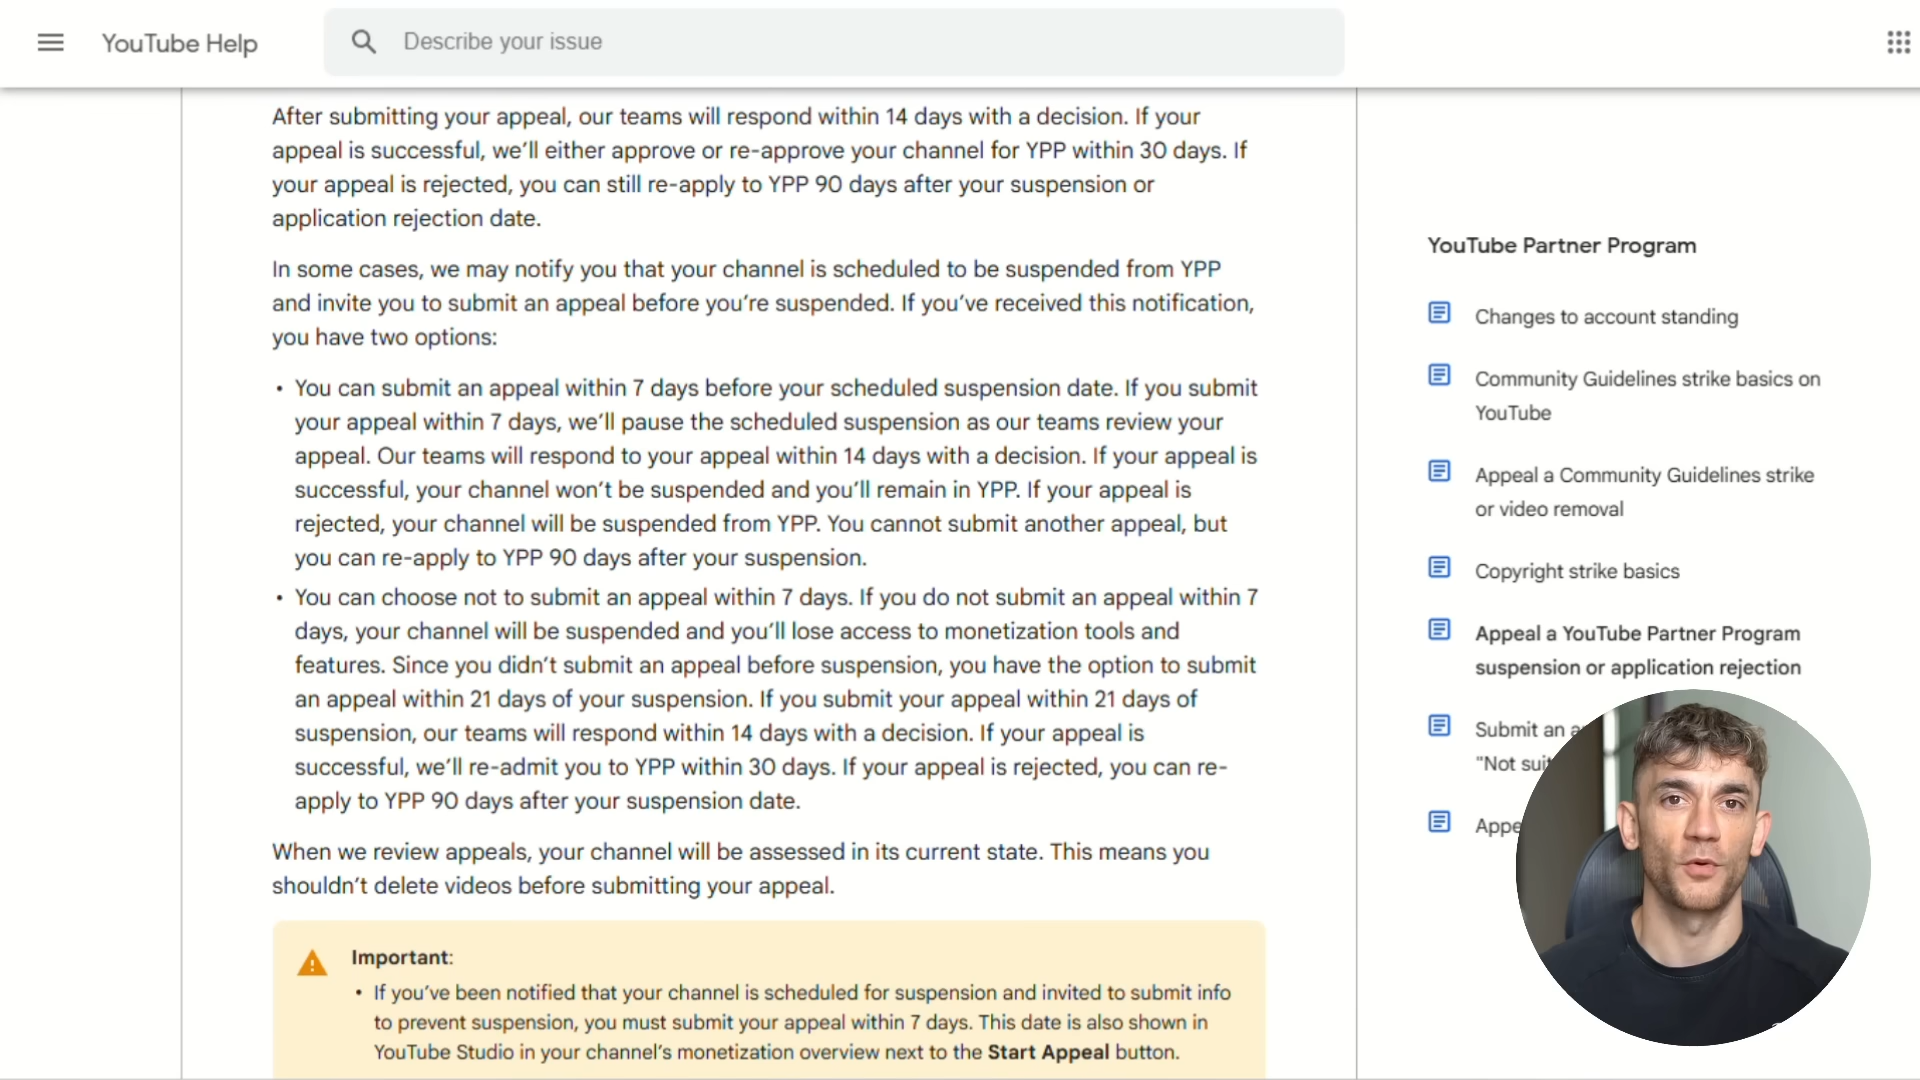 YouTube Help
Describe your issue
After submitting your appeal, our teams will respond within 14 days with a decision. If your
appeal is successful, we’ll either approve or re-approve your channel for YPP within 30 days. If
your appeal is rejected, you can still re-apply to YPP 90 days after your suspension or
application rejection date.
In some cases, we may notify you that your channel is scheduled to be suspended from YPP
and invite you to submit an appeal before you’re suspended. If you’ve received this notification,
you have two options:
• You can submit an appeal within 7 days before your scheduled suspension date. If you submit
your appeal within 7 days, we’ll pause the scheduled suspension as our teams review your
appeal. Our teams will respond to your appeal within 14 days with a decision. If your appeal is
successful, your channel won’t be suspended and you’ll remain in YPP. If your appeal is
rejected, your channel will be suspended from YPP. You cannot submit another appeal, but
you can re-apply to YPP 90 days after your suspension.
• You can choose not to submit an appeal within 7 days. If you do not submit an appeal within 7
days, your channel will be suspended and you’ll lose access to monetization tools and
features. Since you didn’t submit an appeal before suspension, you have the option to submit
an appeal within 21 days of your suspension. If you submit your appeal within 21 days of
suspension, our teams will respond within 14 days with a decision. If your appeal is
successful, we’ll re-admit you to YPP within 30 days. If your appeal is rejected, you can re-
apply to YPP 90 days after your suspension date.
When we review appeals, your channel will be assessed in its current state. This means you
shouldn’t delete videos before submitting your appeal.
Important:
• If you’ve been notified that your channel is scheduled for suspension and invited to submit info
to prevent suspension, you must submit your appeal within 7 days. This date is also shown in
YouTube Studio in your channel’s monetization overview next to the Start Appeal button.
YouTube Partner Program
Changes to account standing
Community Guidelines strike basics on
YouTube
Appeal a Community Guidelines strike
or video removal
Copyright strike basics
Appeal a YouTube Partner Program
suspension or application rejection
Submit an
"Not